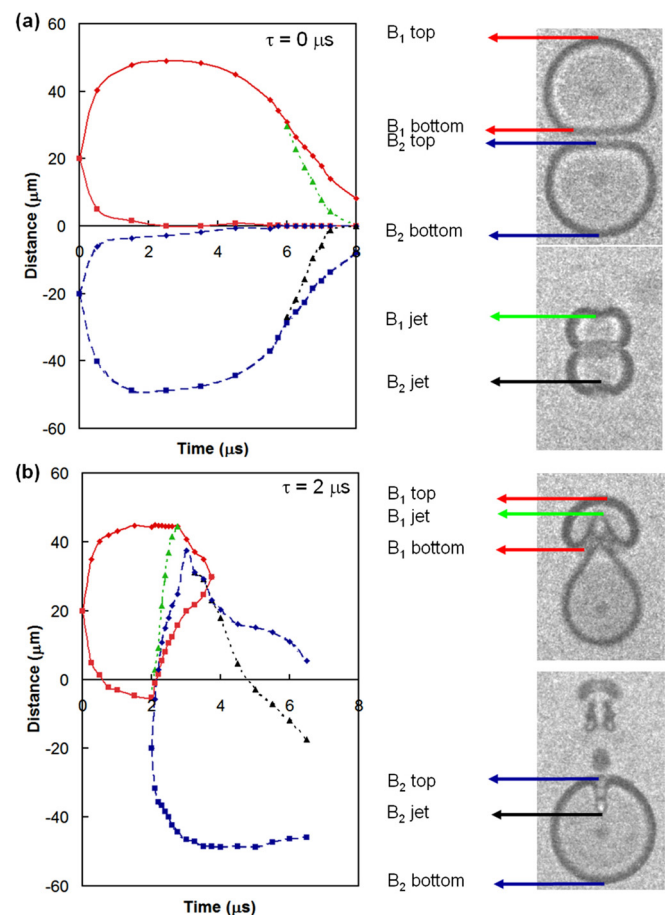 (a)
60
40
20
0
-20
-40
-60
0 2 4 6 8
Distance (μm)
Time (μs)
τ = 0 μs
B₁ top
B₁ bottom
B₂ top
B₂ bottom
B₁ jet
B₂ jet
(b)
60
40
20
0
-20
-40
-60
0 2 4 6 8
Distance (μm)
Time (μs)
τ = 2 μs
B₁ top
B₁ jet
B₁ bottom
B₂ top
B₂ jet
B₂ bottom